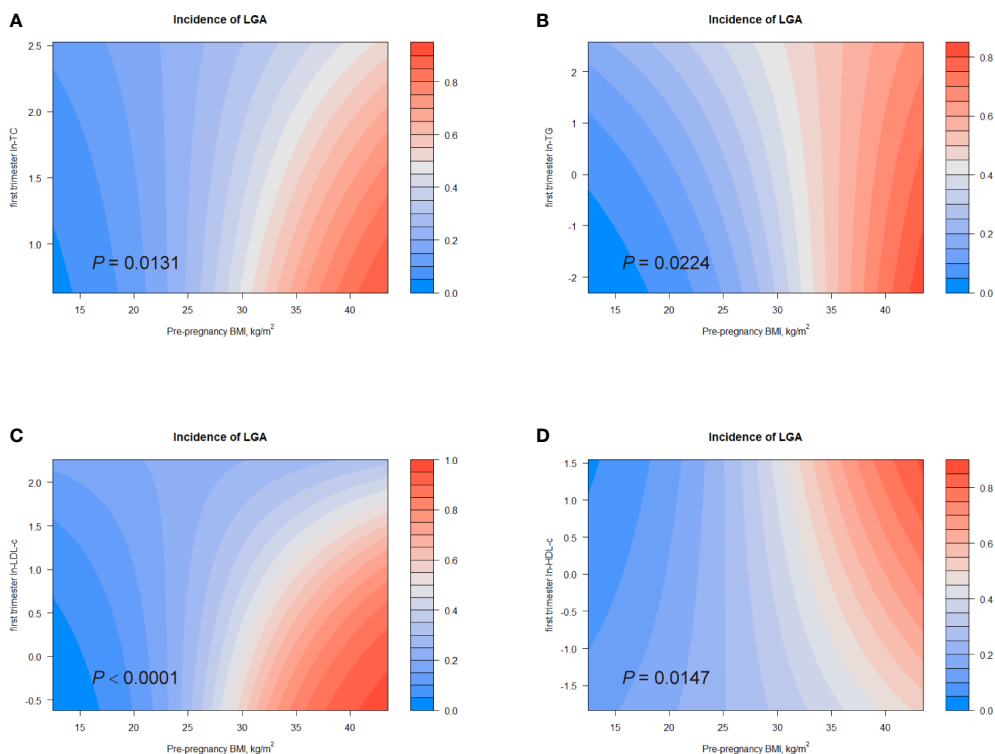 A
Incidence of LGA
2.5
2.0
1.5
1.0
first trimester ln-TC
P = 0.0131
15 20 25 30 35 40
Pre-pregnancy BMI, kg/m²
0.8
0.6
0.4
0.2
0.0
B
Incidence of LGA
2
1
0
-1
-2
first trimester ln-TG
P = 0.0224
15 20 25 30 35 40
Pre-pregnancy BMI, kg/m²
0.8
0.6
0.4
0.2
0.0
C
Incidence of LGA
2.0
1.5
1.0
0.5
0.0
-0.5
first trimester ln-LDL-c
P < 0.0001
15 20 25 30 35 40
Pre-pregnancy BMI, kg/m²
1.0
0.8
0.6
0.4
0.2
0.0
D
Incidence of LGA
1.5
1.0
0.5
0.0
-0.5
-1.0
-1.5
first trimester ln-HDL-c
P = 0.0147
15 20 25 30 35 40
Pre-pregnancy BMI, kg/m²
0.8
0.6
0.4
0.2
0.0